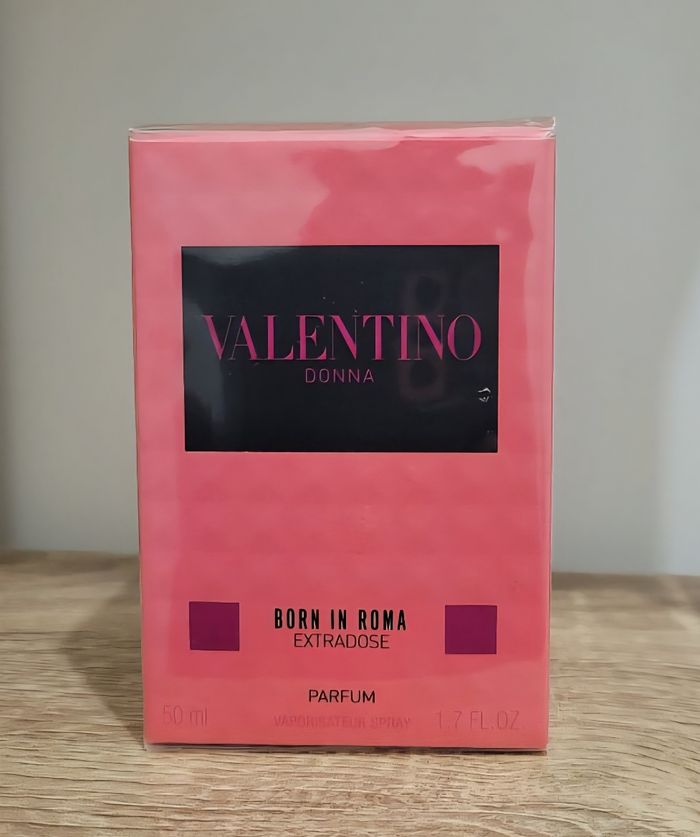 VALENTINO
DONNA
BORN IN ROMA
EXTRADOSE
PARFUM
50 ml VAPORISATEUR SPRAY 1.7 FL.OZ.